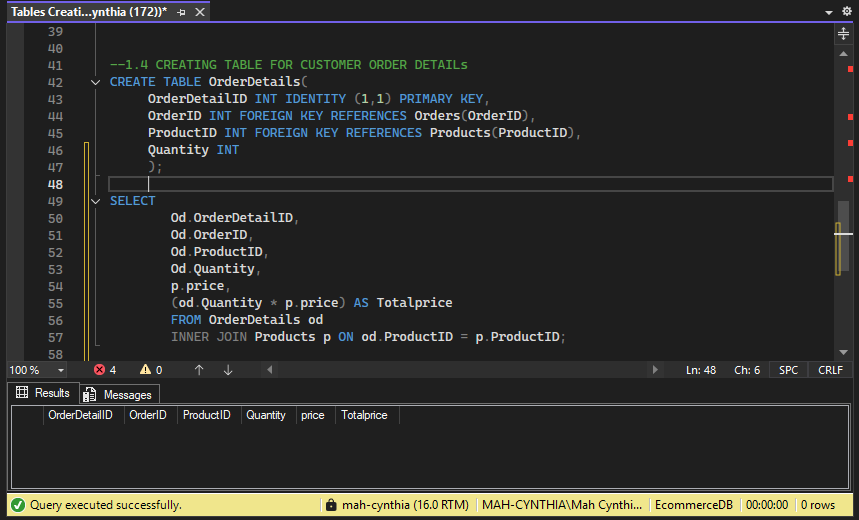 Tables Creati...ynthia (172))*
39
40
41 --1.4 CREATING TABLE FOR CUSTOMER ORDER DETAILs
42 CREATE TABLE OrderDetails(
43 OrderDetailID INT IDENTITY (1,1) PRIMARY KEY,
44 OrderID INT FOREIGN KEY REFERENCES Orders(OrderID),
45 ProductID INT FOREIGN KEY REFERENCES Products(ProductID),
46 Quantity INT
47 );
48
49 SELECT
50 Od.OrderDetailID,
51 Od.OrderID,
52 Od.ProductID,
53 Od.Quantity,
54 p.price,
55 (od.Quantity * p.price) AS Totalprice
56 FROM OrderDetails od
57 INNER JOIN Products p ON od.ProductID = p.ProductID;
58
100 % 4 0 Ln: 48 Ch: 6 SPC CRLF
Results Messages
OrderDetailID OrderID ProductID Quantity price Totalprice
Query executed successfully. mah-cynthia (16.0 RTM) MAH-CYNTHIA\Mah Cynthi... EcommerceDB 00:00:00 0 rows